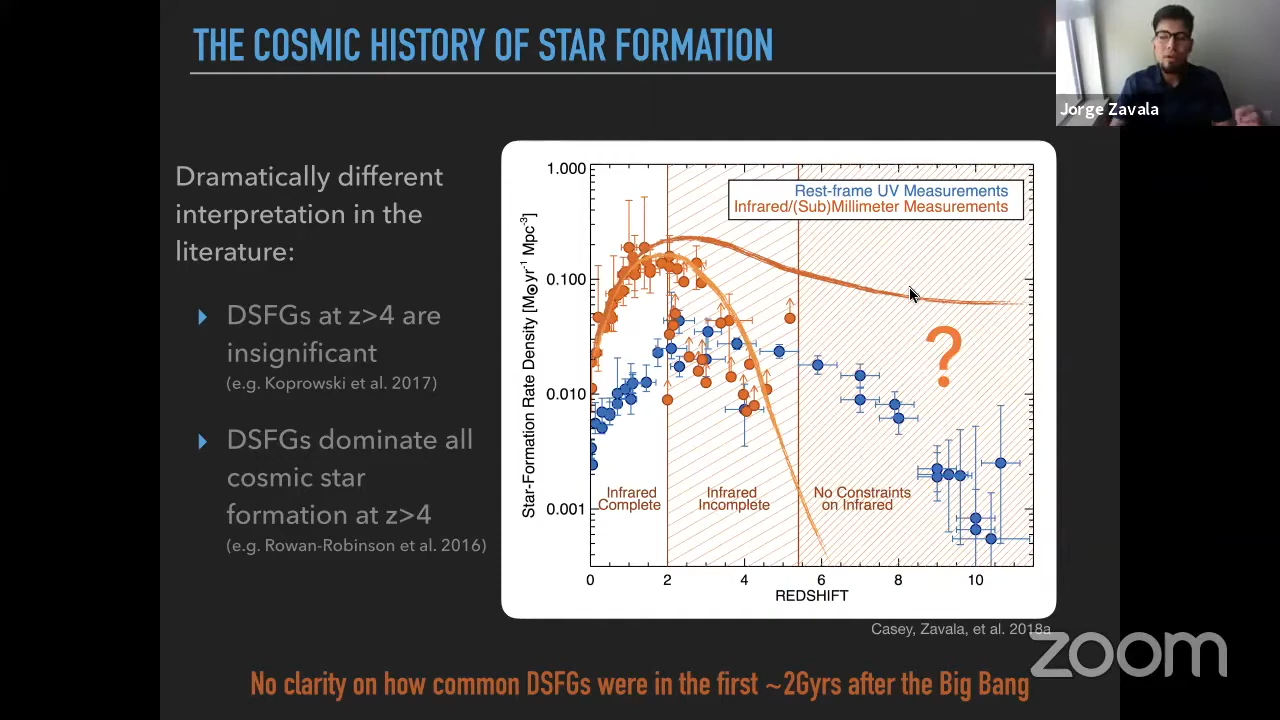 THE COSMIC HISTORY OF STAR FORMATION
Jorge Zavala
Dramatically different
interpretation in the
literature:
DSFGs at z>4 are
insignificant
(e.g. Koprowski et al. 2017)
DSFGs dominate all
cosmic star
formation at z>4
(e.g. Rowan-Robinson et al. 2016)
Rest-frame UV Measurements
Infrared/(Sub)Millimeter Measurements
Star-Formation Rate Density [M⊙yr⁻¹ Mpc⁻³]
1.000
0.100
0.010
0.001
?
Infrared
Complete
Infrared
Incomplete
No Constraints
on Infrared
0 2 4 6 8 10
REDSHIFT
Casey, Zavala, et al. 2018a
zoom
No clarity on how common DSFGs were in the first ~2Gyrs after the Big Bang